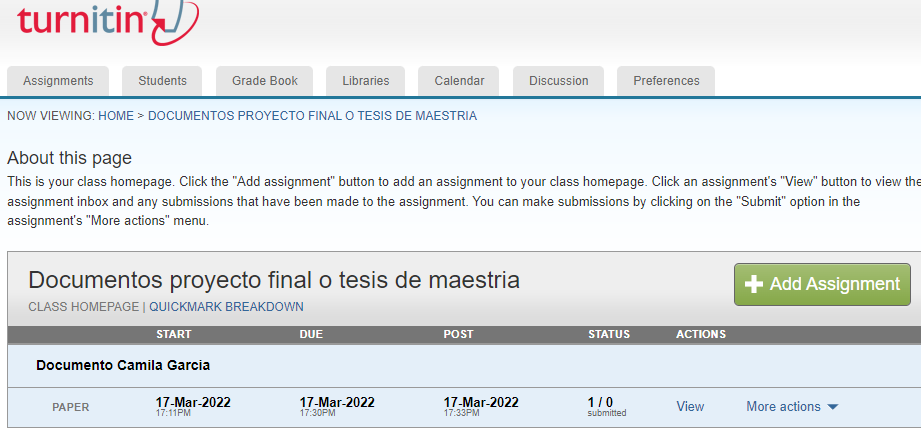 turnitin
Assignments Students Grade Book Libraries Calendar Discussion Preferences
NOW VIEWING: HOME > DOCUMENTOS PROYECTO FINAL O TESIS DE MAESTRIA
About this page
This is your class homepage. Click the "Add assignment" button to add an assignment to your class homepage. Click an assignment's "View" button to view the
assignment inbox and any submissions that have been made to the assignment. You can make submissions by clicking on the "Submit" option in the
assignment's "More actions" menu.
Documentos proyecto final o tesis de maestria
Add Assignment
CLASS HOMEPAGE | QUICKMARK BREAKDOWN
START DUE POST STATUS ACTIONS
Documento Camila Garcia
PAPER 17-Mar-2022 17-Mar-2022 17-Mar-2022 1 / 0 View More actions
17:11PM 17:30PM 17:33PM submitted